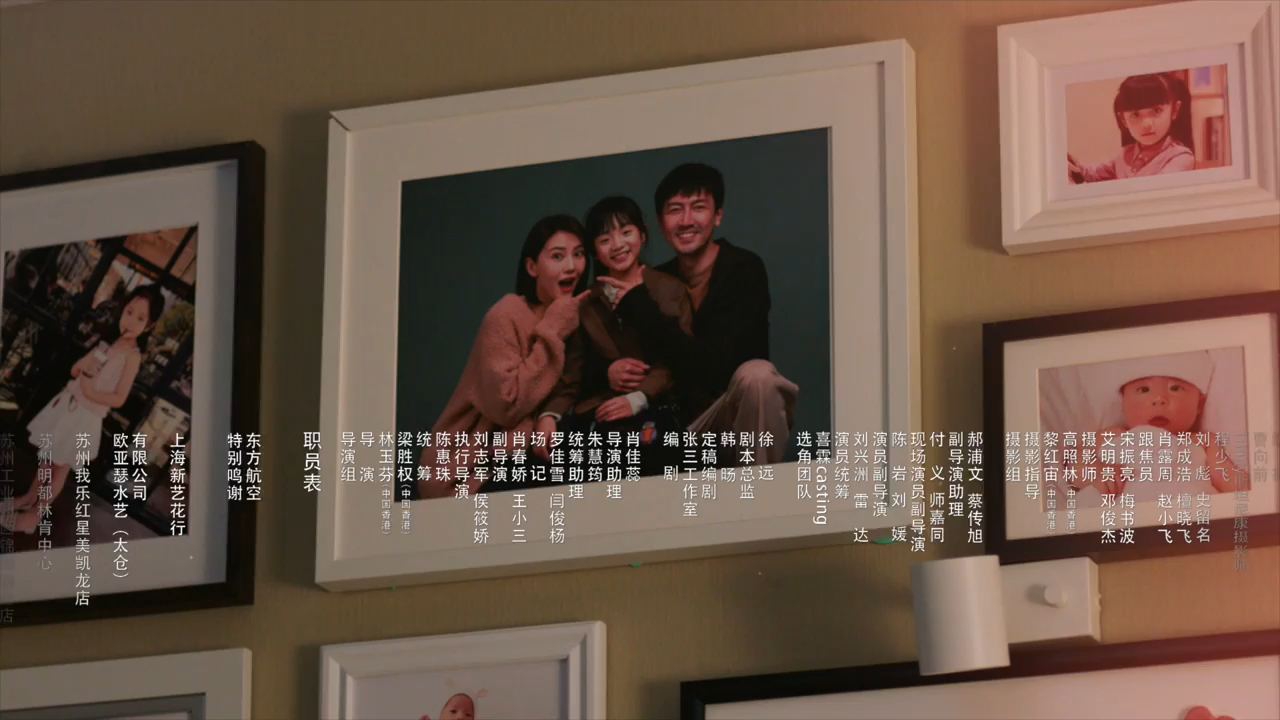 苏州工业
店
苏州明都林肯中心
苏州我乐红星美凯龙店
欧亚瑟水艺（太仓）
有限公司
上海新艺花行
特别鸣谢
东方航空
职员表
导演组
导 演
林玉芬（中国香港）
梁胜权（中国香港）
统 筹
陈惠珠
执行导演
刘志军 侯筱娇
副导演
肖春娇 王小三
场 记
罗佳雪 闫俊杨
统筹助理
朱慧筠
导演助理
肖佳蕊
编 剧
张三工作室
定稿编剧
韩 旸
剧本总监
徐 远
选角团队
喜霖Casting
演员统筹
刘兴洲 雷 达
演员副导演
陈 岩 刘 媛
现场演员副导演
付 义 师嘉同
副导演助理
郝浦文 蔡传旭
摄影组
摄影指导
黎红宙（中国香港）
高照林（中国香港）
摄影师
艾明贵 邓俊杰
宋振亮 梅书波
跟焦员
肖露周 赵小飞
郑成浩 檀晓飞
刘 彪 史留名
程少飞